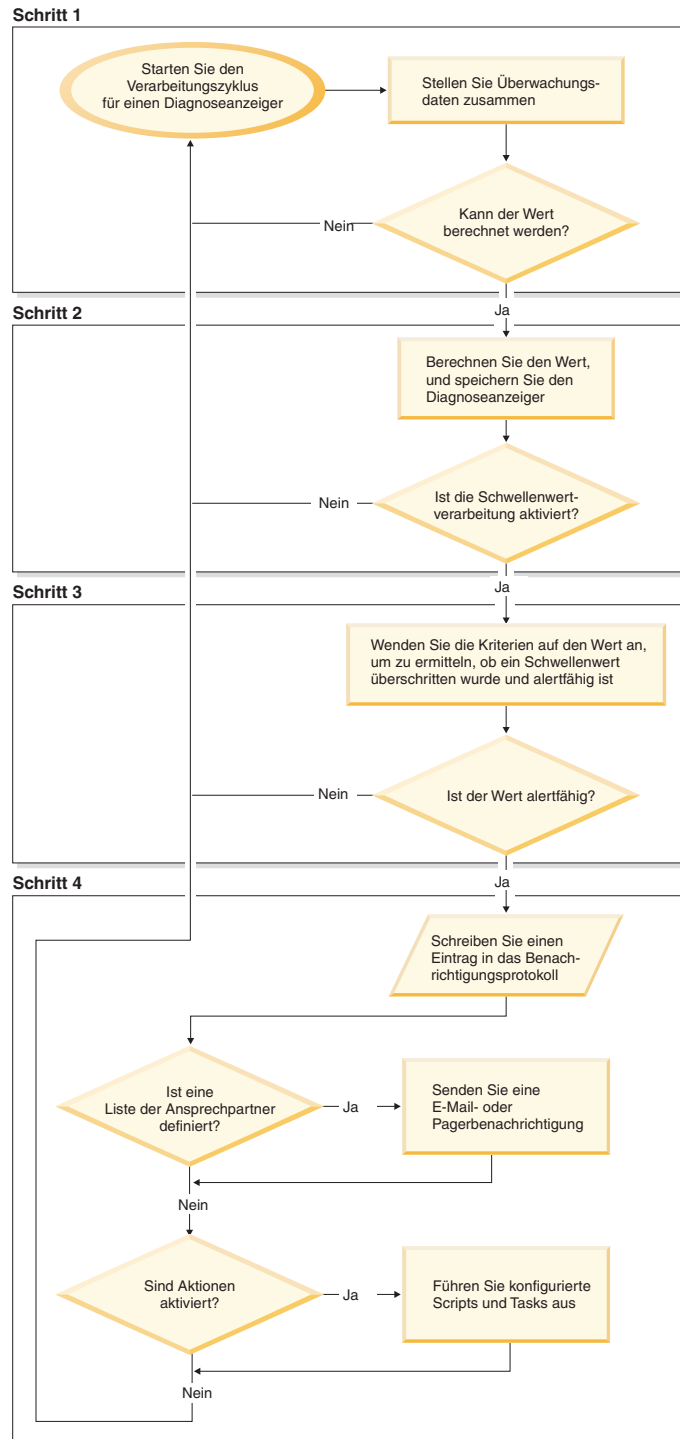 Schritt 1
Starten Sie den
Verarbeitungszyklus
für einen Diagnoseanzeiger
Stellen Sie Überwachungs-
daten zusammen
Kann der Wert
berechnet werden?
Nein
Ja
Schritt 2
Berechnen Sie den Wert,
und speichern Sie den
Diagnoseanzeiger
Ist die Schwellenwert-
verarbeitung aktiviert?
Nein
Ja
Schritt 3
Wenden Sie die Kriterien auf den Wert an,
um zu ermitteln, ob ein Schwellenwert
überschritten wurde und alertfähig ist
Ist der Wert alertfähig?
Nein
Ja
Schritt 4
Schreiben Sie einen
Eintrag in das Benach-
richtigungsprotokoll
Ist eine
Liste der Ansprechpartner
definiert?
Ja
Senden Sie eine
E-Mail- oder
Pagerbenachrichtigung
Nein
Sind Aktionen
aktiviert?
Ja
Führen Sie konfigurierte
Scripts und Tasks aus
Nein